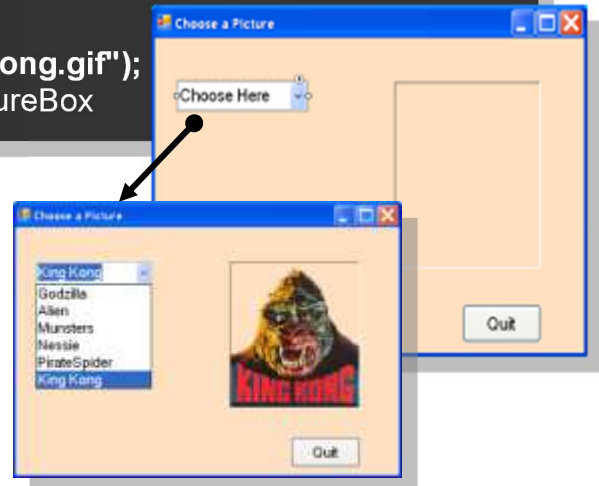 Choose a Picture
ong.gif");
ureBox
Choose Here
Quit
Choose a Picture
King Kong
Godzilla
Alien
Munsters
Nessie
PirateSpider
King Kong
KING KONG
Quit